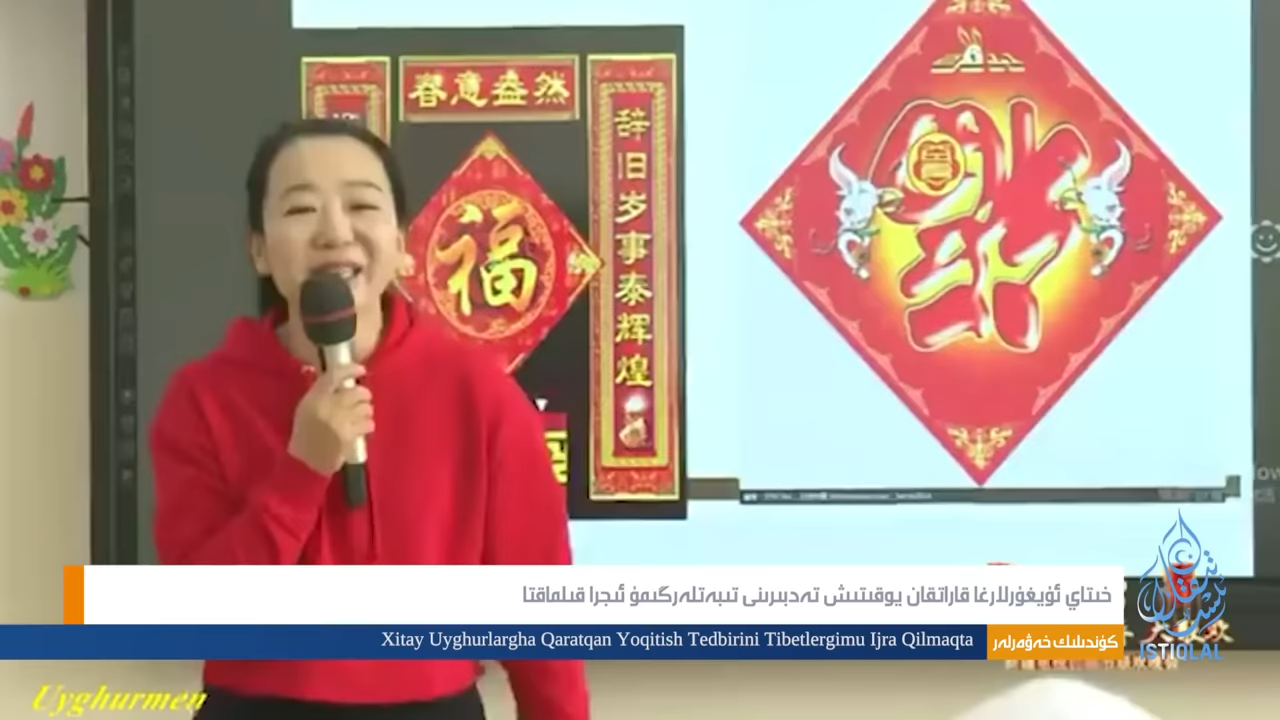 春意盎然
辞旧岁事泰辉煌
福
福
خىتاي ئۇيغۇرلارغا قاراتقان يوقىتىش تەدبىرىنى تىبەتلەرگىمۇ ئىجرا قىلماقتا
Xitay Uyghurlargha Qaratqan Yoqitish Tedbirini Tibetlergimu Ijra Qilmaqta
كۈندىلىك خەۋەرلەر
ISTIQLAL
Uyghurmen